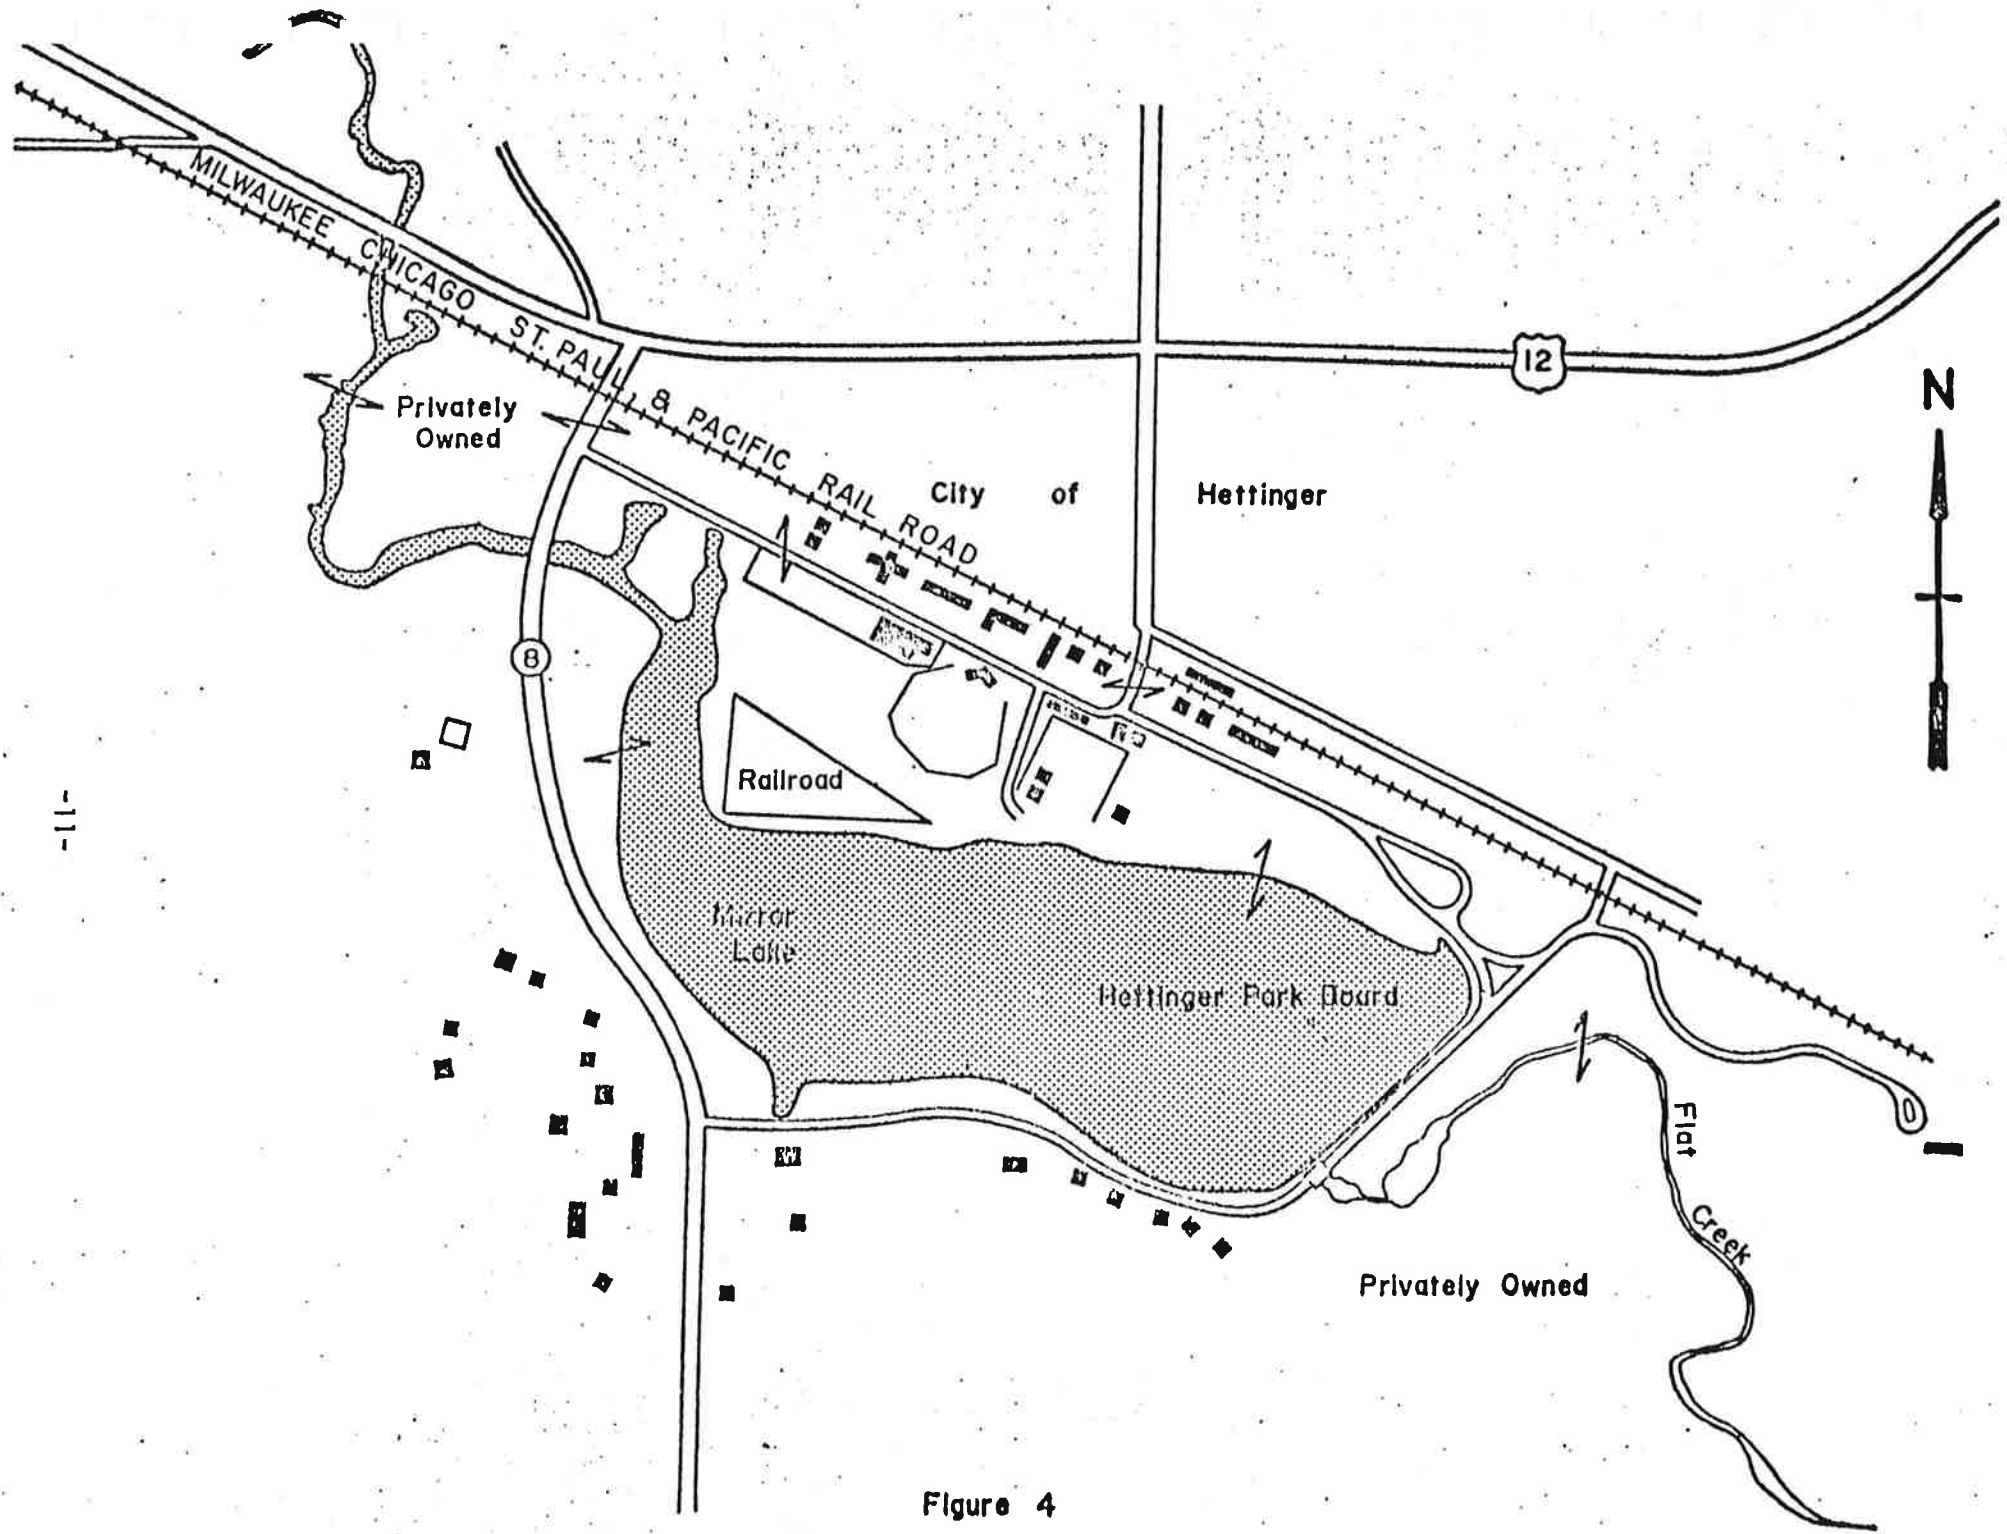 MILWAUKEE CHICAGO ST. PAUL & PACIFIC RAIL ROAD
12
N
Privately
Owned
City of Hettinger
8
Railroad
-11-
Mirror
Lake
Hettinger Park Board
Flat Creek
Privately Owned
Figure 4